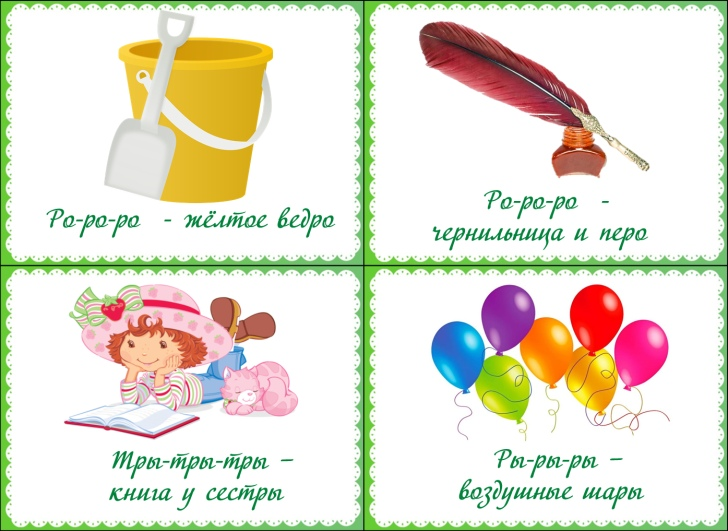 Ро-ро-ро - жёлтое ведро
Ро-ро-ро -
чернильница и перо
Тры-тры-тры –
книга у сестры
Ры-ры-ры –
воздушные шары